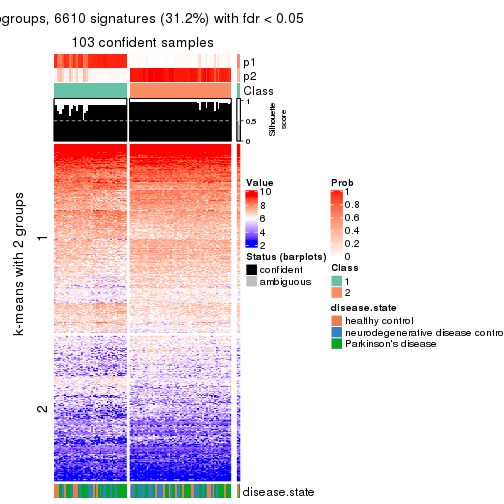 ogroups, 6610 signatures (31.2%) with fdr < 0.05
103 confident samples
p1
p2
Class
1
0.5
0
Silhouette
score
k-means with 2 groups
1
2
Value
10
8
6
4
2
Prob
1
0.8
0.6
0.4
0.2
0
Status (barplots)
confident
ambiguous
Class
1
2
disease.state
healthy control
neurodegenerative disease contro
Parkinson's disease
disease.state